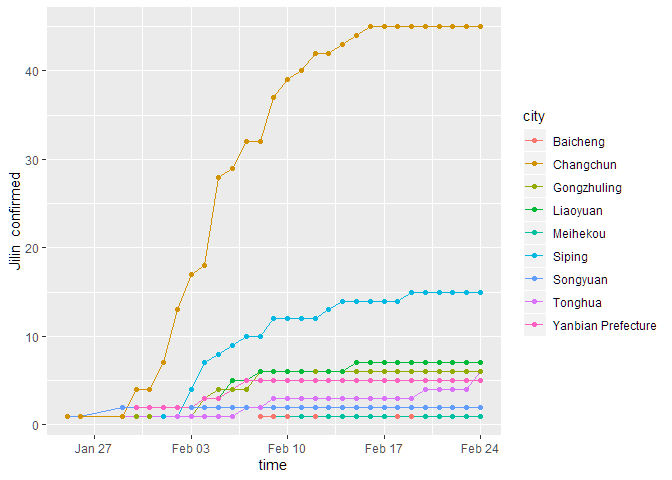 Jilin confirmed
40
30
20
10
0
Jan 27
Feb 03
Feb 10
Feb 17
Feb 24
time
city
Baicheng
Changchun
Gongzhuling
Liaoyuan
Meihekou
Siping
Songyuan
Tonghua
Yanbian Prefecture